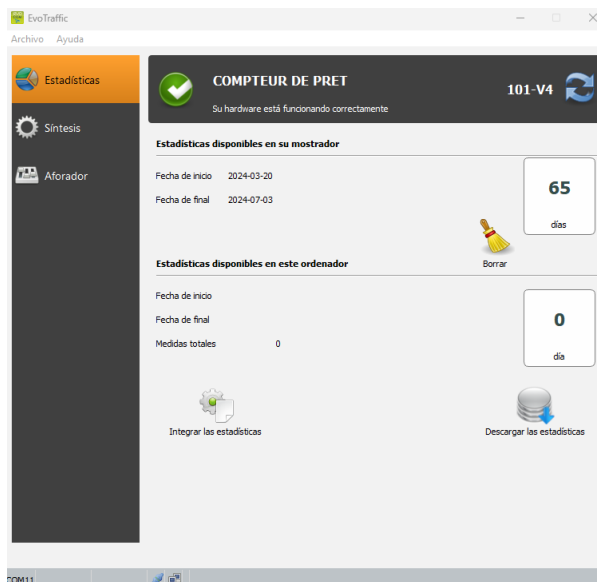 EvoTraffic
Archivo Ayuda
Estadísticas
Síntesis
Aforador
COMPTEUR DE PRET
Su hardware está funcionando correctamente
101-V4
Estadísticas disponibles en su mostrador
Fecha de inicio 2024-03-20
Fecha de final 2024-07-03
65
días
Borrar
Estadísticas disponibles en este ordenador
Fecha de inicio
Fecha de final
Medidas totales 0
0
día
Integrar las estadísticas
Descargar las estadísticas
COM11